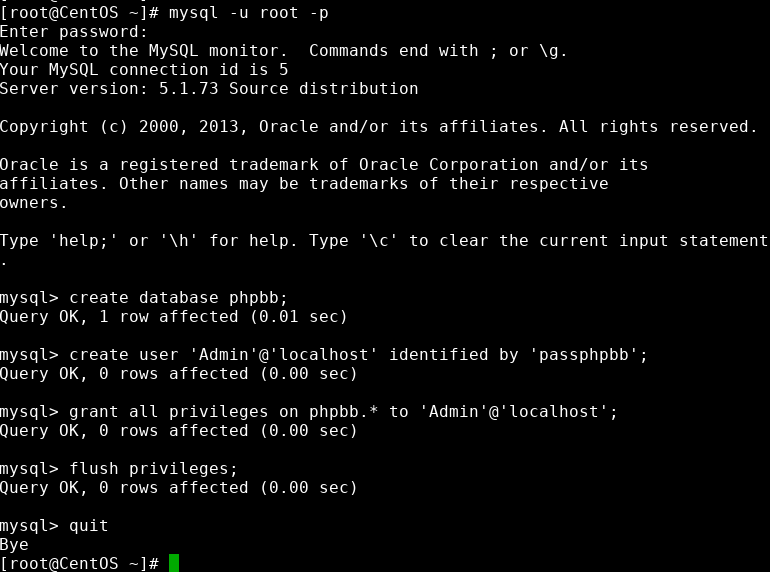 [root@CentOS ~]# mysql -u root -p
Enter password:
Welcome to the MySQL monitor.  Commands end with ; or \g.
Your MySQL connection id is 5
Server version: 5.1.73 Source distribution

Copyright (c) 2000, 2013, Oracle and/or its affiliates. All rights reserved.

Oracle is a registered trademark of Oracle Corporation and/or its
affiliates. Other names may be trademarks of their respective
owners.

Type 'help;' or '\h' for help. Type '\c' to clear the current input statement
.

mysql> create database phpbb;
Query OK, 1 row affected (0.01 sec)

mysql> create user 'Admin'@'localhost' identified by 'passphpbb';
Query OK, 0 rows affected (0.00 sec)

mysql> grant all privileges on phpbb.* to 'Admin'@'localhost';
Query OK, 0 rows affected (0.00 sec)

mysql> flush privileges;
Query OK, 0 rows affected (0.00 sec)

mysql> quit
Bye
[root@CentOS ~]#